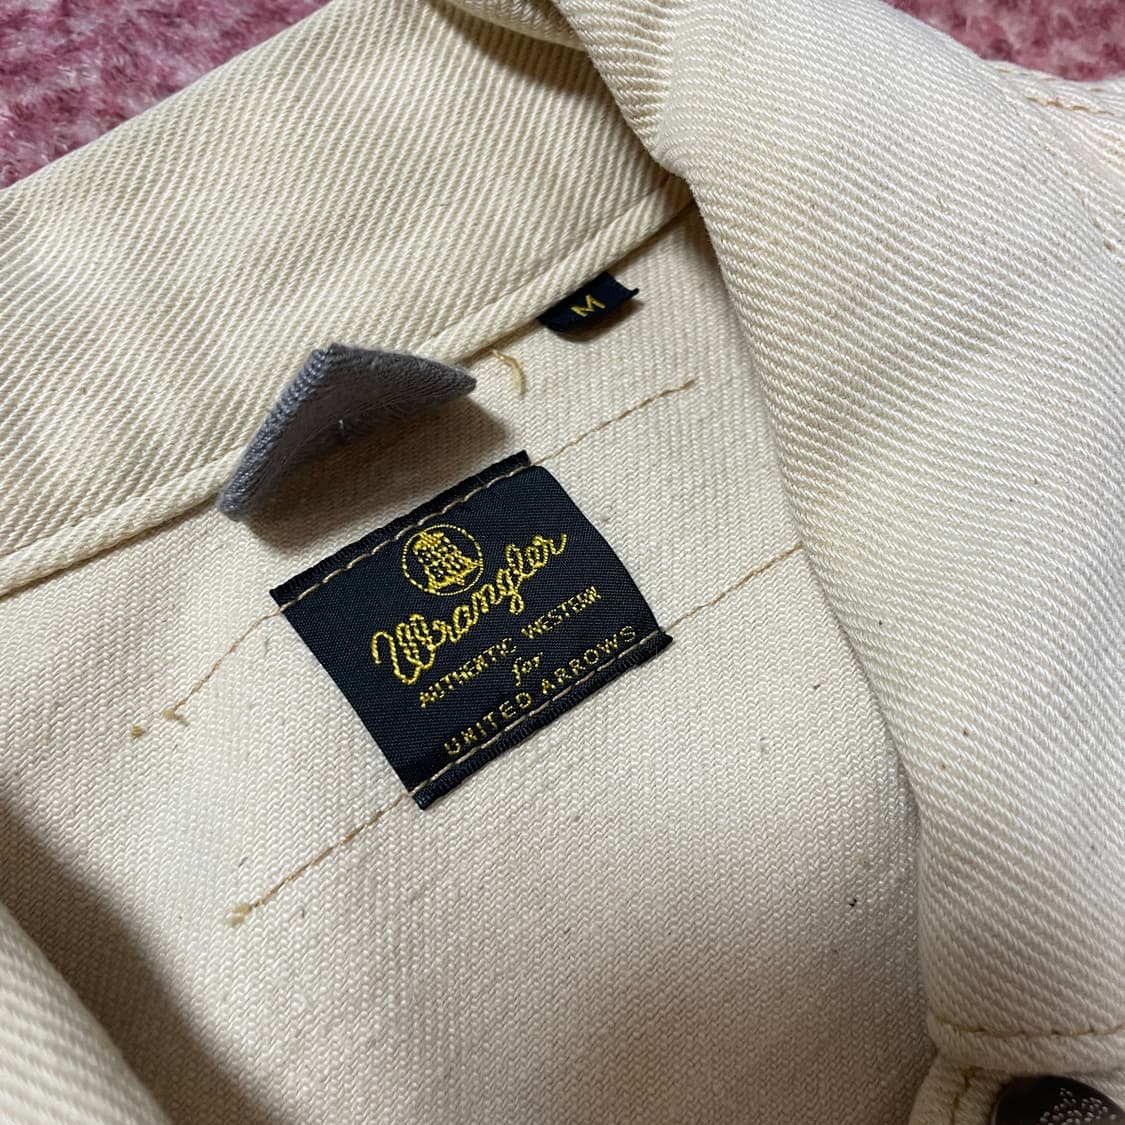 M
Wrangler
AUTHENTIC WESTERN
for
UNITED ARROWS